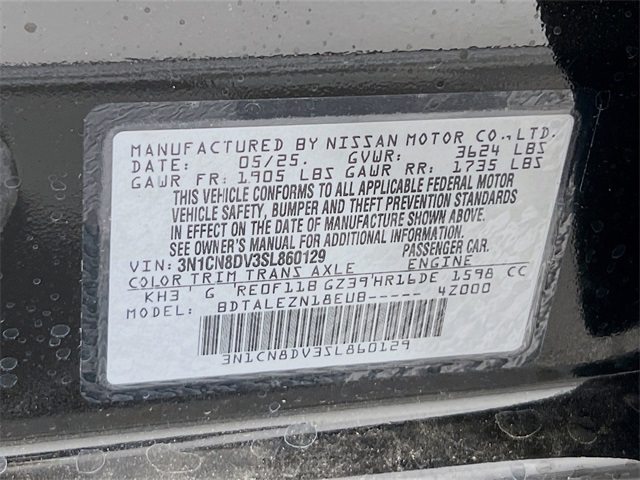 MANUFACTURED BY NISSAN MOTOR CO., LTD.
DATE: 05/25. GVWR: 3624 LBS
GAWR FR: 1905 LBS GAWR RR: 1735 LBS
THIS VEHICLE CONFORMS TO ALL APPLICABLE FEDERAL MOTOR
VEHICLE SAFETY, BUMPER AND THEFT PREVENTION STANDARDS
IN EFFECT ON THE DATE OF MANUFACTURE SHOWN ABOVE.
SEE OWNER'S MANUAL FOR ADDITIONAL INFORMATION.
VIN: 3N1CN8DV3SL860129 PASSENGER CAR.
COLOR TRIM TRANS AXLE ENGINE
KH3 G RE0F11B GZ39 HR16DE 1598 CC
MODEL: BDTALEZN18EUB----- 4Z000
3N1CN8DV3SL860129